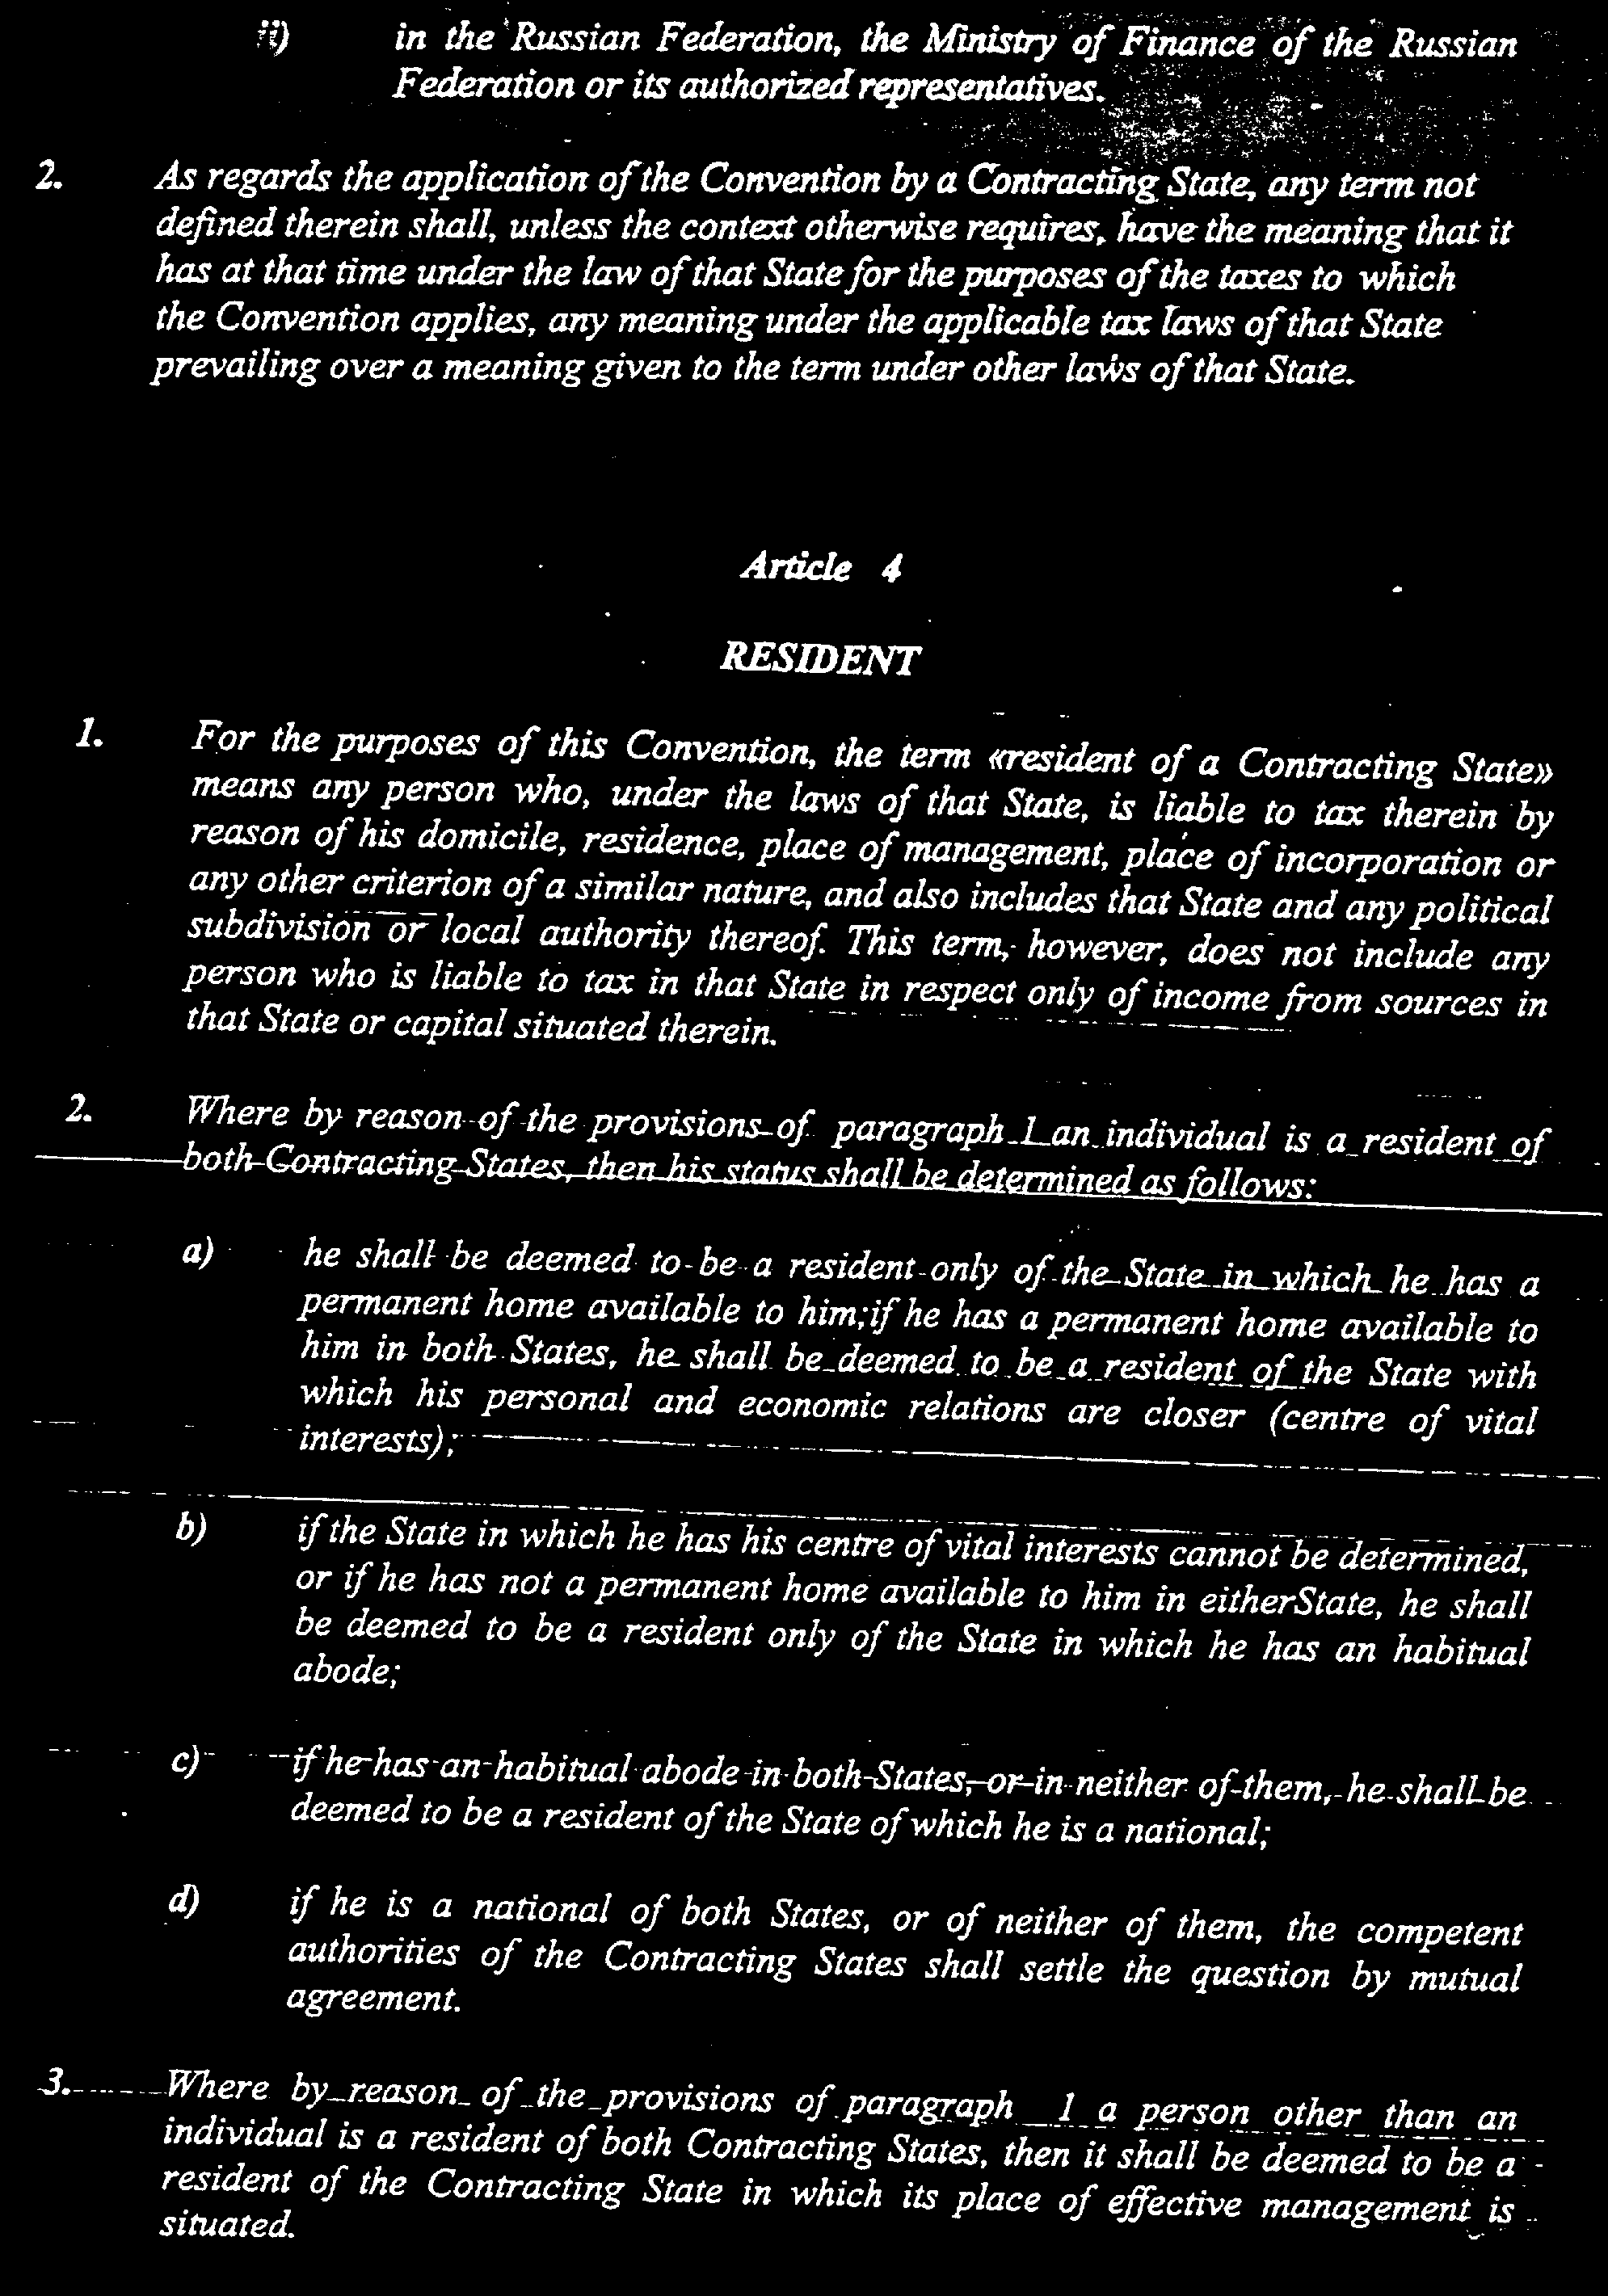 ii) in the Russian Federation, the Ministry of Finance of the Russian
Federation or its authorized representatives.
2. As regards the application of the Convention by a Contracting State, any term not
defined therein shall, unless the context otherwise requires, have the meaning that it
has at that time under the law of that State for the purposes of the taxes to which
the Convention applies, any meaning under the applicable tax laws of that State
prevailing over a meaning given to the term under other laws of that State.
Article 4
RESIDENT
1. For the purposes of this Convention, the term «resident of a Contracting State»
means any person who, under the laws of that State, is liable to tax therein by
reason of his domicile, residence, place of management, place of incorporation or
any other criterion of a similar nature, and also includes that State and any political
subdivision or local authority thereof. This term, however, does not include any
person who is liable to tax in that State in respect only of income from sources in
that State or capital situated therein.
2. Where by reason of the provisions of paragraph 1 an individual is a resident of
both Contracting States, then his status shall be determined as follows:
a) he shall be deemed to be a resident only of the State in which he has a
permanent home available to him;if he has a permanent home available to
him in both States, he shall be deemed to be a resident of the State with
which his personal and economic relations are closer (centre of vital
interests);
b) if the State in which he has his centre of vital interests cannot be determined,
or if he has not a permanent home available to him in eitherState, he shall
be deemed to be a resident only of the State in which he has an habitual
abode;
c) if he has an habitual abode in both States, or in neither of them, he shall be
deemed to be a resident of the State of which he is a national;
d) if he is a national of both States, or of neither of them, the competent
authorities of the Contracting States shall settle the question by mutual
agreement.
3. Where by reason of the provisions of paragraph 1 a person other than an
individual is a resident of both Contracting States, then it shall be deemed to be a
resident of the Contracting State in which its place of effective management is
situated.